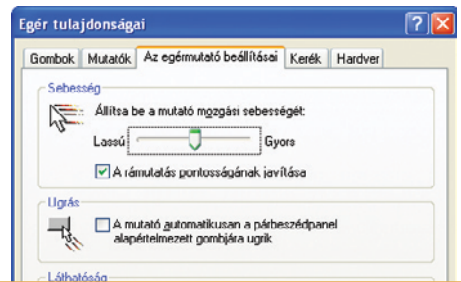 Egér tulajdonságai
Gombok Mutatók Az egérmutató beállításai Kerék Hardver
Sebesség
Állítsa be a mutató mozgási sebességét:
Lassú Gyors
A rámutatás pontosságának javítása
Ugrás
A mutató automatikusan a párbeszédpanel
alapértelmezett gombjára ugrik
Láthatóság